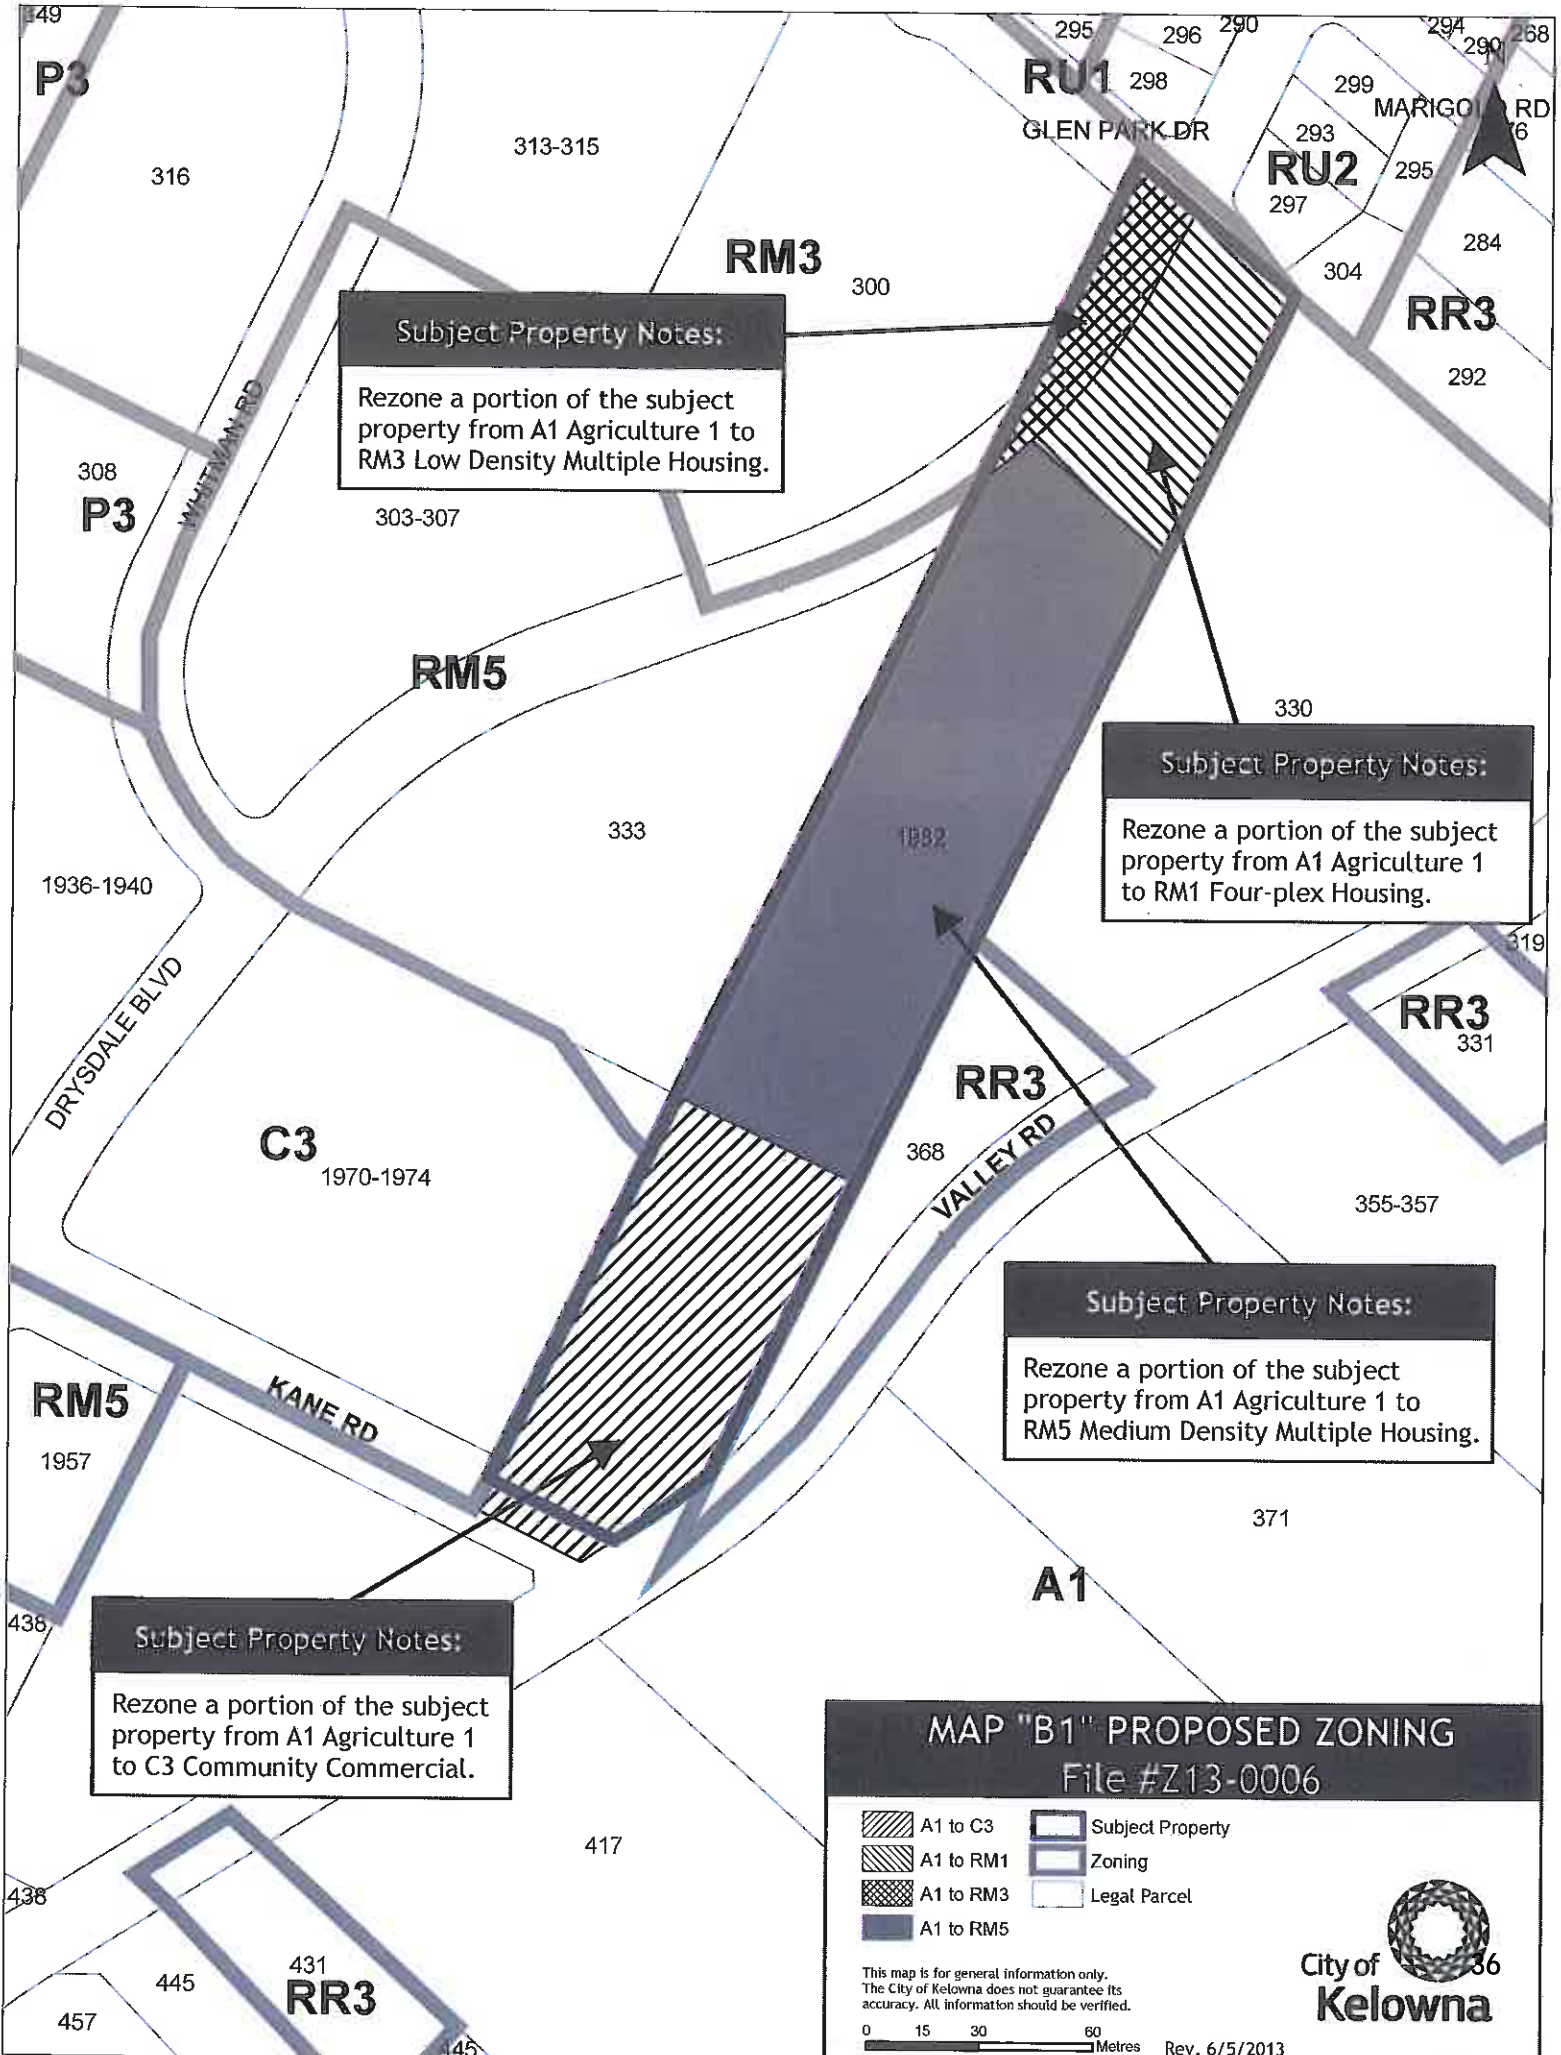 349
P3
295
296
290
294
290
268
N
RU1
298
299
MARIGOLD RD
76
GLEN PARK DR
293
313-315
316
RU2
295
297
284
RM3
300
304
RR3
292
Subject Property Notes:
Rezone a portion of the subject
property from A1 Agriculture 1 to
RM3 Low Density Multiple Housing.
WHITMAN RD
308
P3
303-307
RM5
330
Subject Property Notes:
Rezone a portion of the subject
property from A1 Agriculture 1
to RM1 Four-plex Housing.
333
1982
1936-1940
319
DRYSDALE BLVD
RR3
331
RR3
368
VALLEY RD
C3
1970-1974
355-357
Subject Property Notes:
Rezone a portion of the subject
property from A1 Agriculture 1 to
RM5 Medium Density Multiple Housing.
RM5
1957
KANE RD
371
A1
438
Subject Property Notes:
Rezone a portion of the subject
property from A1 Agriculture 1
to C3 Community Commercial.
417
438
431
445
RR3
457
445
MAP "B1" PROPOSED ZONING
File #Z13-0006
A1 to C3
Subject Property
A1 to RM1
Zoning
A1 to RM3
Legal Parcel
A1 to RM5
This map is for general information only.
The City of Kelowna does not guarantee its
accuracy. All information should be verified.
City of
Kelowna
36
0 15 30 60
Metres
Rev. 6/5/2013